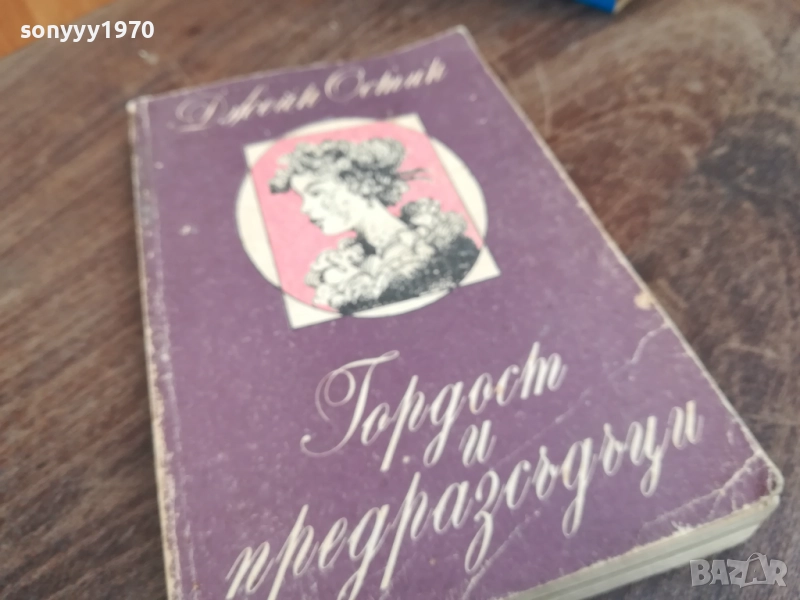 sonyyy1970
Джейн Остин
Гордост
и
предразсъдъци
BAZAR